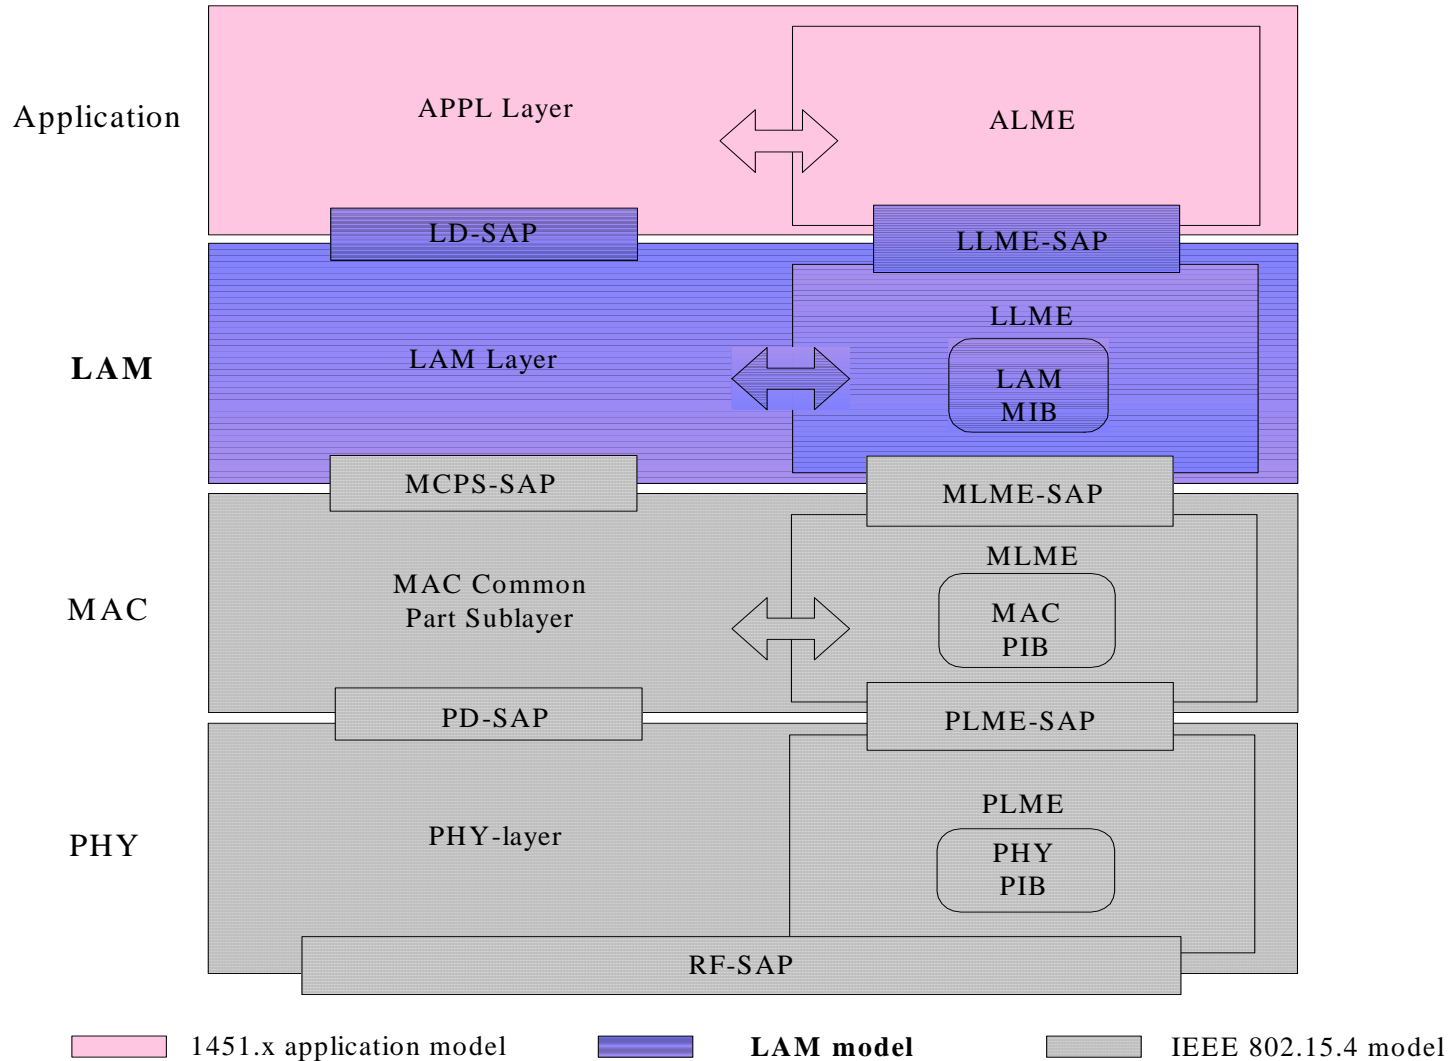 Application
APPL Layer
ALME
LD-SAP
LLME-SAP
LAM
LAM Layer
LLME
LAM
MIB
MCPS-SAP
MLME-SAP
MAC
MAC Common
Part Sublayer
MLME
MAC
PIB
PD-SAP
PLME-SAP
PHY
PHY-layer
PLME
PHY
PIB
RF-SAP
1451.x application model
LAM model
IEEE 802.15.4 model